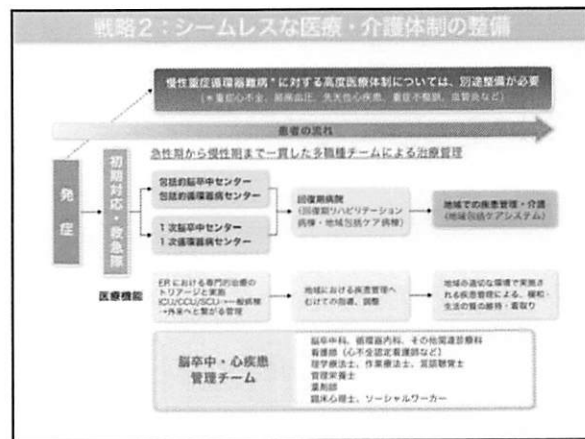 戦略2：シームレスな医療・介護体制の整備
慢性重症循環器難病*に対する高度医療体制については、別途整備が必要
(*重症心不全、肺高血圧、先天性心疾患、重症不整脈、血管炎など)
患者の流れ
急性期から慢性期まで一貫した多職種チームによる治療管理
発症
初期対応・救急隊
包括的脳卒中センター
包括的循環器病センター
1次脳卒中センター
1次循環器病センター
回復期病院
(回復期リハビリテーション
病棟・地域包括ケア病棟)
地域での疾患管理・介護
(地域包括ケアシステム)
医療機能
ERにおける専門的治療の
トリアージと実施
ICU/CCU/SCU→一般病棟
→外来へと繋がる管理
地域における疾患管理へ
むけての指導、調整
地域の適切な環境で実施さ
れる疾患管理による、緩和・
生活の質の維持・看取り
脳卒中・心疾患
管理チーム
脳卒中科、循環器内科、その他関連診療科
看護師（心不全認定看護師など）
理学療法士、作業療法士、言語聴覚士
管理栄養士
薬剤師
臨床心理士、ソーシャルワーカー